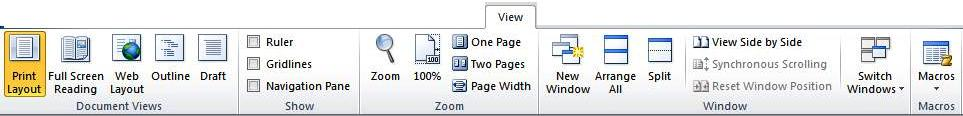 View
Print Layout
Full Screen Reading
Web Layout
Outline
Draft
Document Views
Ruler
Gridlines
Navigation Pane
Show
Zoom
100
100%
One Page
Two Pages
Page Width
Zoom
New Window
Arrange All
Split
View Side by Side
Synchronous Scrolling
Reset Window Position
Switch Windows
Window
Macros
Macros